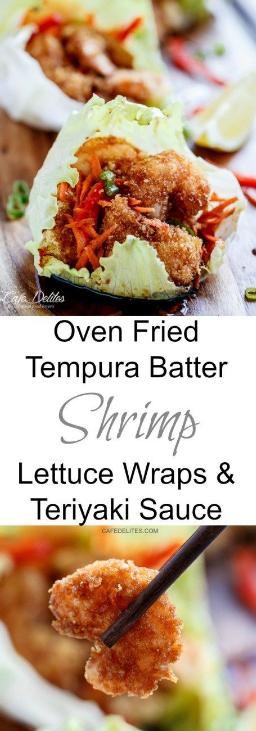 Cafe Delites
Oven Fried
Tempura Batter
Shrimp
Lettuce Wraps &
Teriyaki Sauce
CAFEDELITES.COM